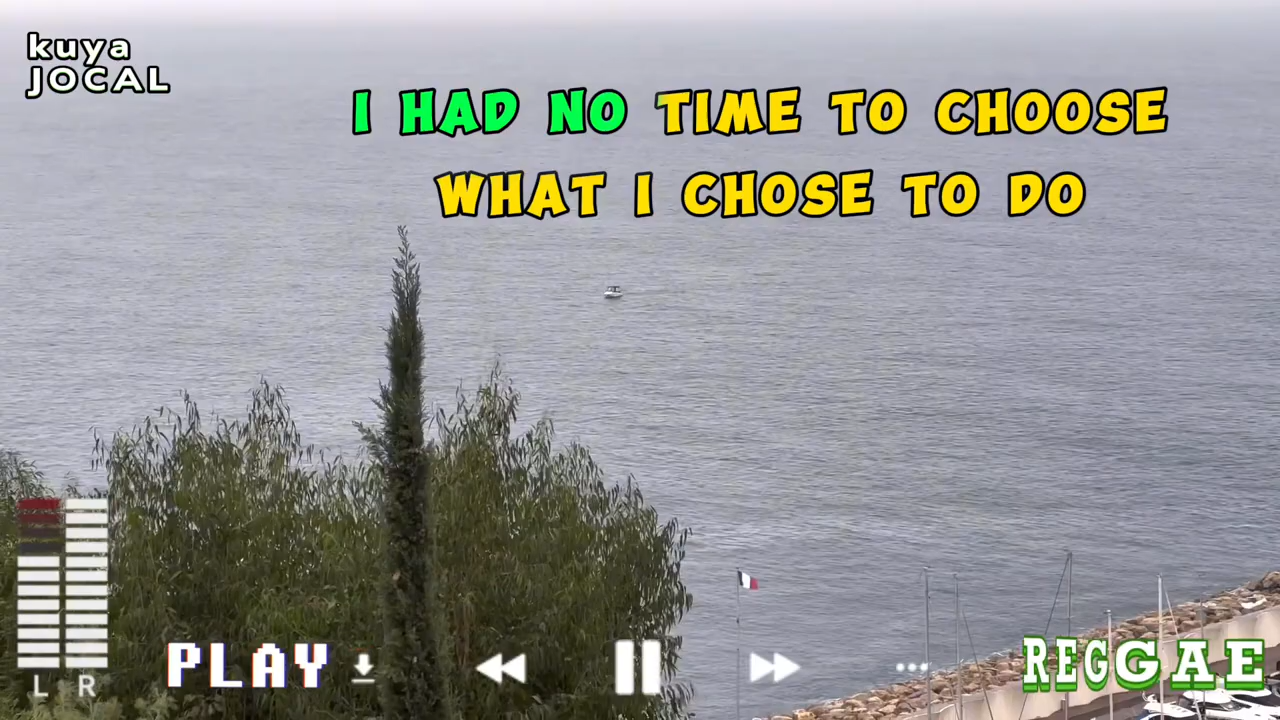 kuya
JOCAL
I HAD NO TIME TO CHOOSE
WHAT I CHOSE TO DO
L R
PLAY
REGGAE